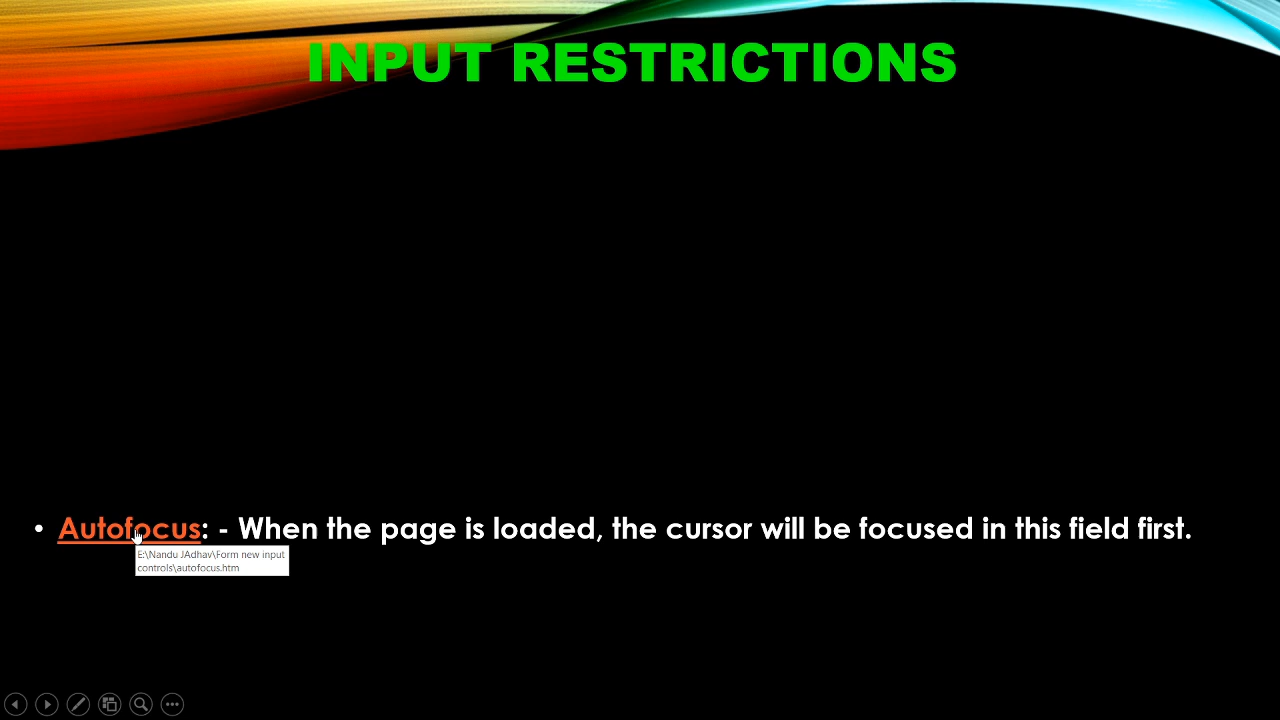 INPUT RESTRICTIONS
• Autofocus: - When the page is loaded, the cursor will be focused in this field first.
E:\Nandu JAdhav\Form new input
controls\autofocus.htm